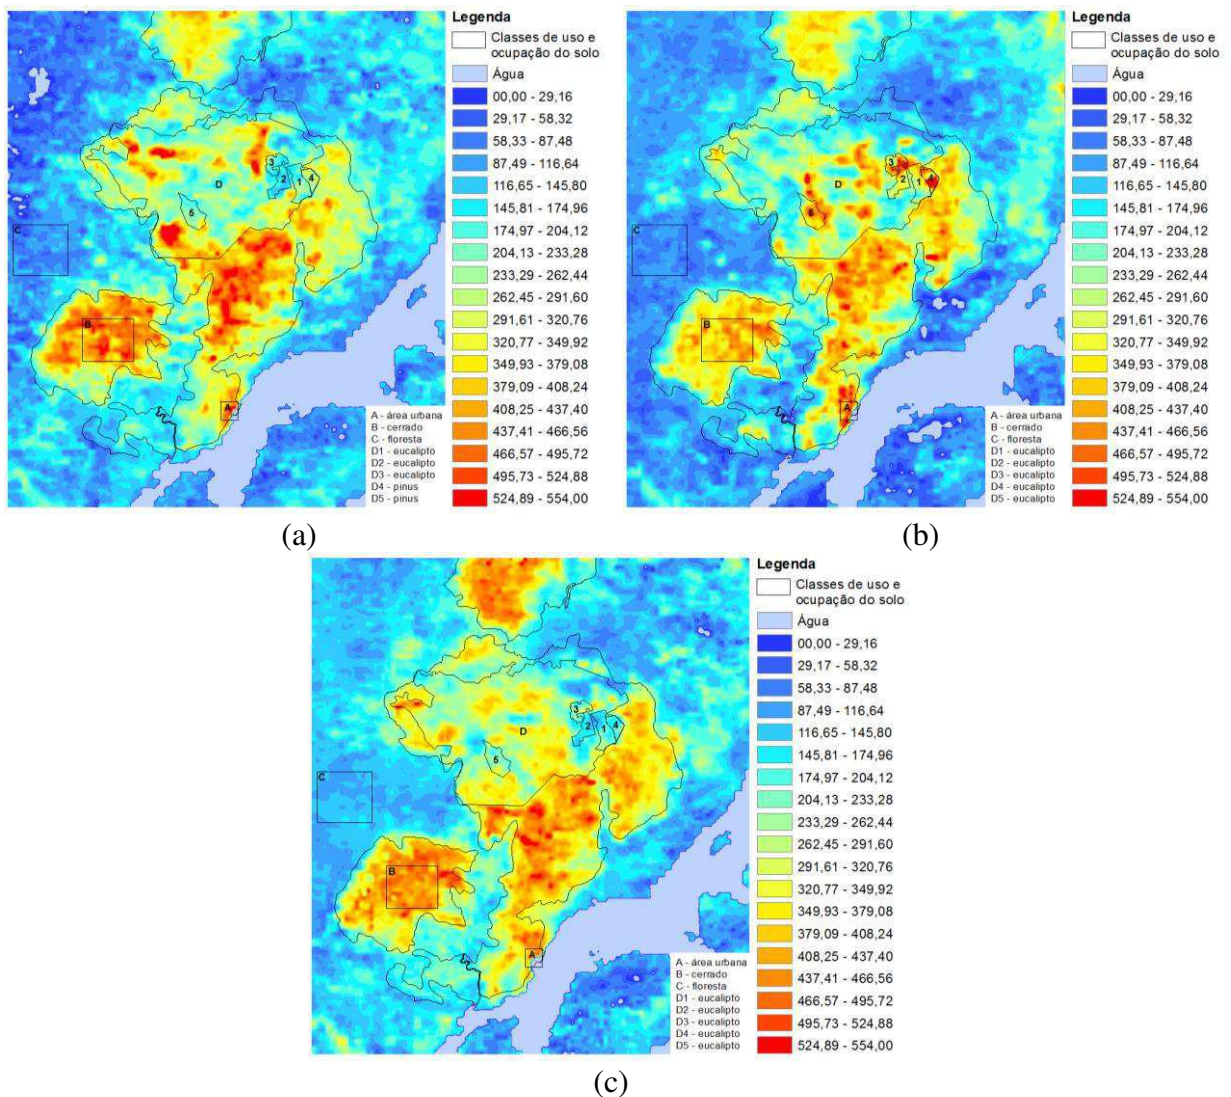 Legenda
Classes de uso e
ocupação do solo
Água
00,00 - 29,16
29,17 - 58,32
58,33 - 87,48
87,49 - 116,64
116,65 - 145,80
145,81 - 174,96
174,97 - 204,12
204,13 - 233,28
233,29 - 262,44
262,45 - 291,60
291,61 - 320,76
320,77 - 349,92
349,93 - 379,08
379,09 - 408,24
408,25 - 437,40
437,41 - 466,56
466,57 - 495,72
495,73 - 524,88
524,89 - 554,00
3
2
1
4
D
5
C
B
A
A - área urbana
B - cerrado
C - floresta
D1 - eucalipto
D2 - eucalipto
D3 - eucalipto
D4 - pinus
D5 - pinus
(a)
Legenda
Classes de uso e
ocupação do solo
Água
00,00 - 29,16
29,17 - 58,32
58,33 - 87,48
87,49 - 116,64
116,65 - 145,80
145,81 - 174,96
174,97 - 204,12
204,13 - 233,28
233,29 - 262,44
262,45 - 291,60
291,61 - 320,76
320,77 - 349,92
349,93 - 379,08
379,09 - 408,24
408,25 - 437,40
437,41 - 466,56
466,57 - 495,72
495,73 - 524,88
524,89 - 554,00
3
2
1
4
D
5
C
B
A
A - área urbana
B - cerrado
C - floresta
D1 - eucalipto
D2 - eucalipto
D3 - eucalipto
D4 - eucalipto
D5 - eucalipto
(b)
Legenda
Classes de uso e
ocupação do solo
Água
00,00 - 29,16
29,17 - 58,32
58,33 - 87,48
87,49 - 116,64
116,65 - 145,80
145,81 - 174,96
174,97 - 204,12
204,13 - 233,28
233,29 - 262,44
262,45 - 291,60
291,61 - 320,76
320,77 - 349,92
349,93 - 379,08
379,09 - 408,24
408,25 - 437,40
437,41 - 466,56
466,57 - 495,72
495,73 - 524,88
524,89 - 554,00
3
2
1
4
D
5
C
B
A
A - área urbana
B - cerrado
C - floresta
D1 - eucalipto
D2 - eucalipto
D3 - eucalipto
D4 - eucalipto
D5 - eucalipto
(c)